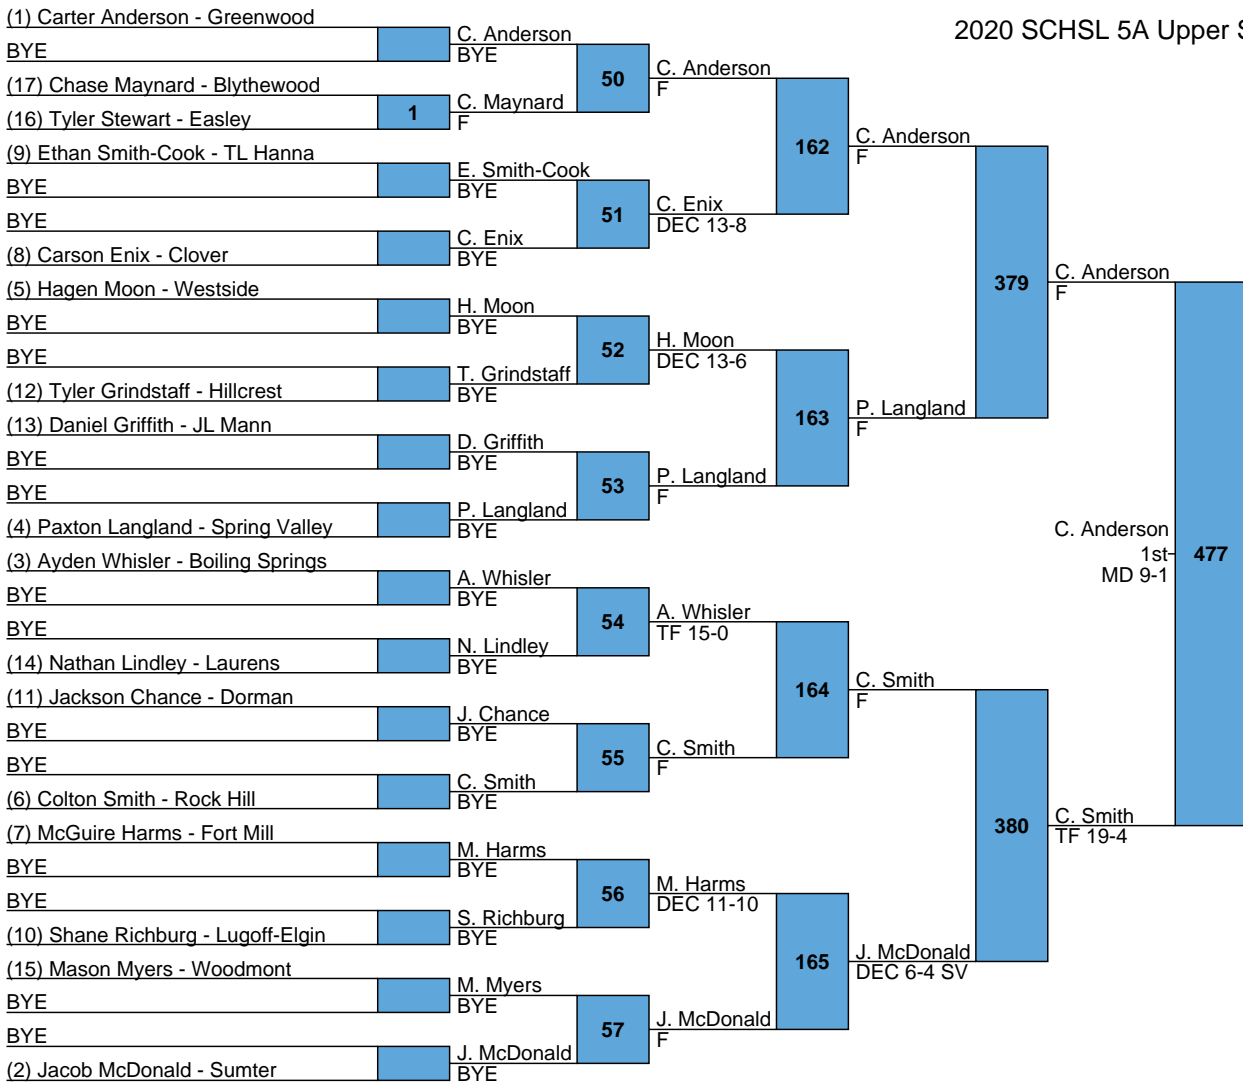 2020 SCHSL 5A Upper S
(1) Carter Anderson - Greenwood
BYE
(17) Chase Maynard - Blythewood
(16) Tyler Stewart - Easley
(9) Ethan Smith-Cook - TL Hanna
BYE
BYE
(8) Carson Enix - Clover
(5) Hagen Moon - Westside
BYE
BYE
(12) Tyler Grindstaff - Hillcrest
(13) Daniel Griffith - JL Mann
BYE
BYE
(4) Paxton Langland - Spring Valley
(3) Ayden Whisler - Boiling Springs
BYE
BYE
(14) Nathan Lindley - Laurens
(11) Jackson Chance - Dorman
BYE
BYE
(6) Colton Smith - Rock Hill
(7) McGuire Harms - Fort Mill
BYE
BYE
(10) Shane Richburg - Lugoff-Elgin
(15) Mason Myers - Woodmont
BYE
BYE
(2) Jacob McDonald - Sumter
1
C. Anderson
BYE
C. Maynard
F
E. Smith-Cook
BYE
C. Enix
BYE
H. Moon
BYE
T. Grindstaff
BYE
D. Griffith
BYE
P. Langland
BYE
A. Whisler
BYE
N. Lindley
BYE
J. Chance
BYE
C. Smith
BYE
M. Harms
BYE
S. Richburg
BYE
M. Myers
BYE
J. McDonald
BYE
50
51
52
53
54
55
56
57
C. Anderson
F
C. Enix
DEC 13-8
H. Moon
DEC 13-6
P. Langland
F
A. Whisler
TF 15-0
C. Smith
F
M. Harms
DEC 11-10
J. McDonald
F
162
163
164
165
C. Anderson
F
P. Langland
F
C. Smith
F
J. McDonald
DEC 6-4 SV
379
380
C. Anderson
F
C. Smith
TF 19-4
C. Anderson
1st
MD 9-1
477